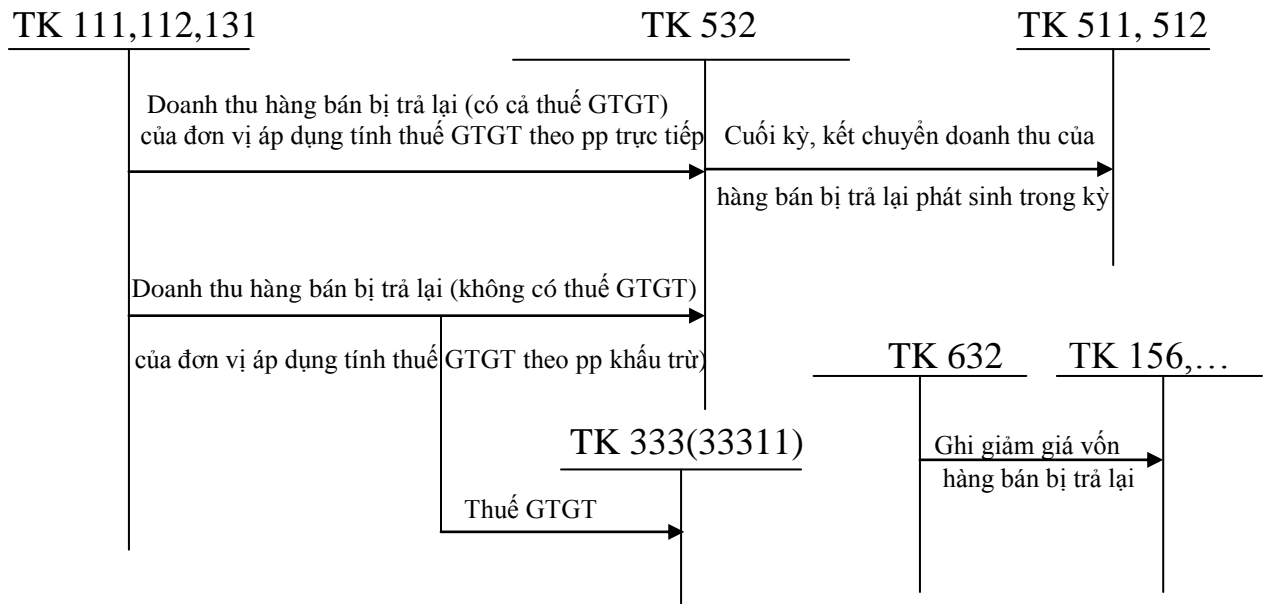 TK 111,112,131
TK 532
TK 511, 512
Doanh thu hàng bán bị trả lại (có cả thuế GTGT)
của đơn vị áp dụng tính thuế GTGT theo pp trực tiếp
Cuối kỳ, kết chuyển doanh thu của
hàng bán bị trả lại phát sinh trong kỳ
Doanh thu hàng bán bị trả lại (không có thuế GTGT)
của đơn vị áp dụng tính thuế GTGT theo pp khấu trừ)
TK 632
TK 156,…
TK 333(33311)
Ghi giảm giá vốn
hàng bán bị trả lại
Thuế GTGT